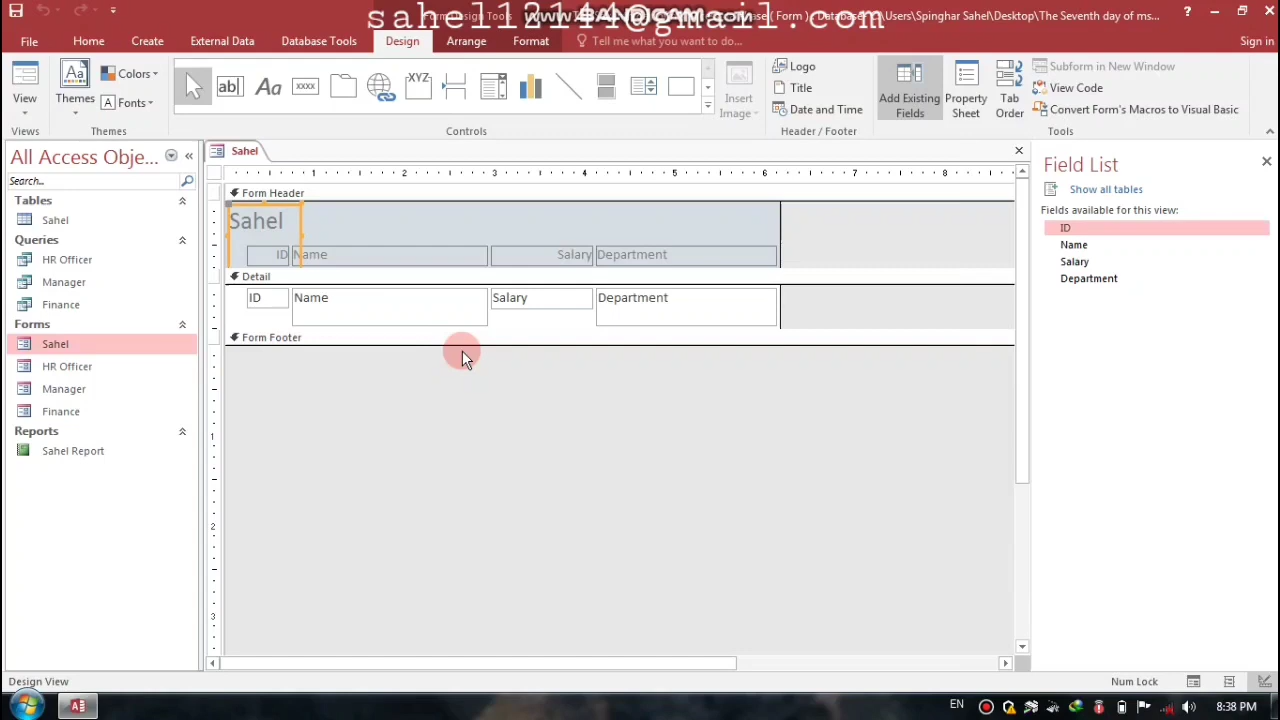 sahel12144@gmail.com
Sign in
File
Home
Create
External Data
Database Tools
Design
Arrange
Format
Tell me what you want to do...
View
Themes
Colors
Fonts
Insert
Image
Logo
Title
Date and Time
Add Existing
Fields
Property
Sheet
Tab
Order
Subform in New Window
View Code
Convert Form's Macros to Visual Basic
Views
Themes
Controls
Header / Footer
Tools
All Access Obje...
Search...
Tables
Sahel
Queries
HR Officer
Manager
Finance
Forms
Sahel
HR Officer
Manager
Finance
Reports
Sahel Report
Sahel
Form Header
Sahel
ID Name Salary Department
Detail
ID Name Salary Department
Form Footer
Field List
Show all tables
Fields available for this view:
ID
Name
Salary
Department
Design View
Num Lock
EN
8:38 PM